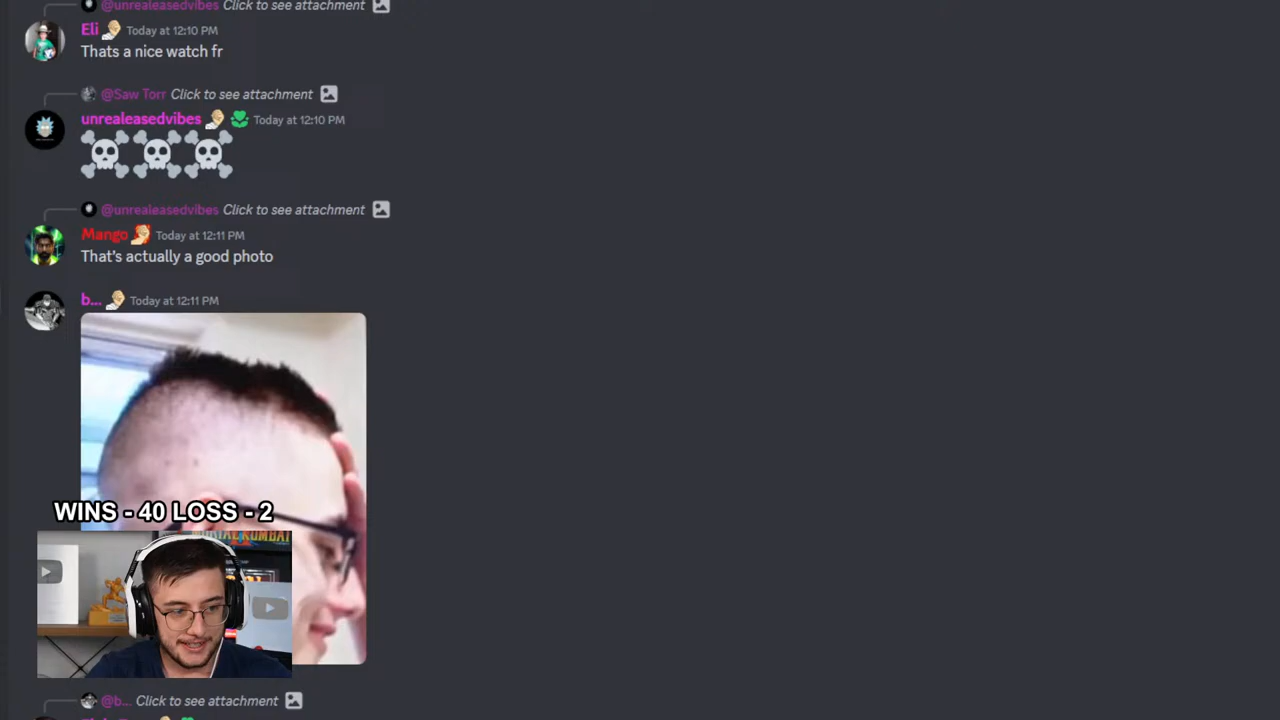 @unrealeasedvibes Click to see attachment
Eli Today at 12:10 PM
Thats a nice watch fr
@Saw Torr Click to see attachment
unrealeasedvibes Today at 12:10 PM
@unrealeasedvibes Click to see attachment
Mango Today at 12:11 PM
That's actually a good photo
b... Today at 12:11 PM
WINS - 40 LOSS - 2
@b... Click to see attachment